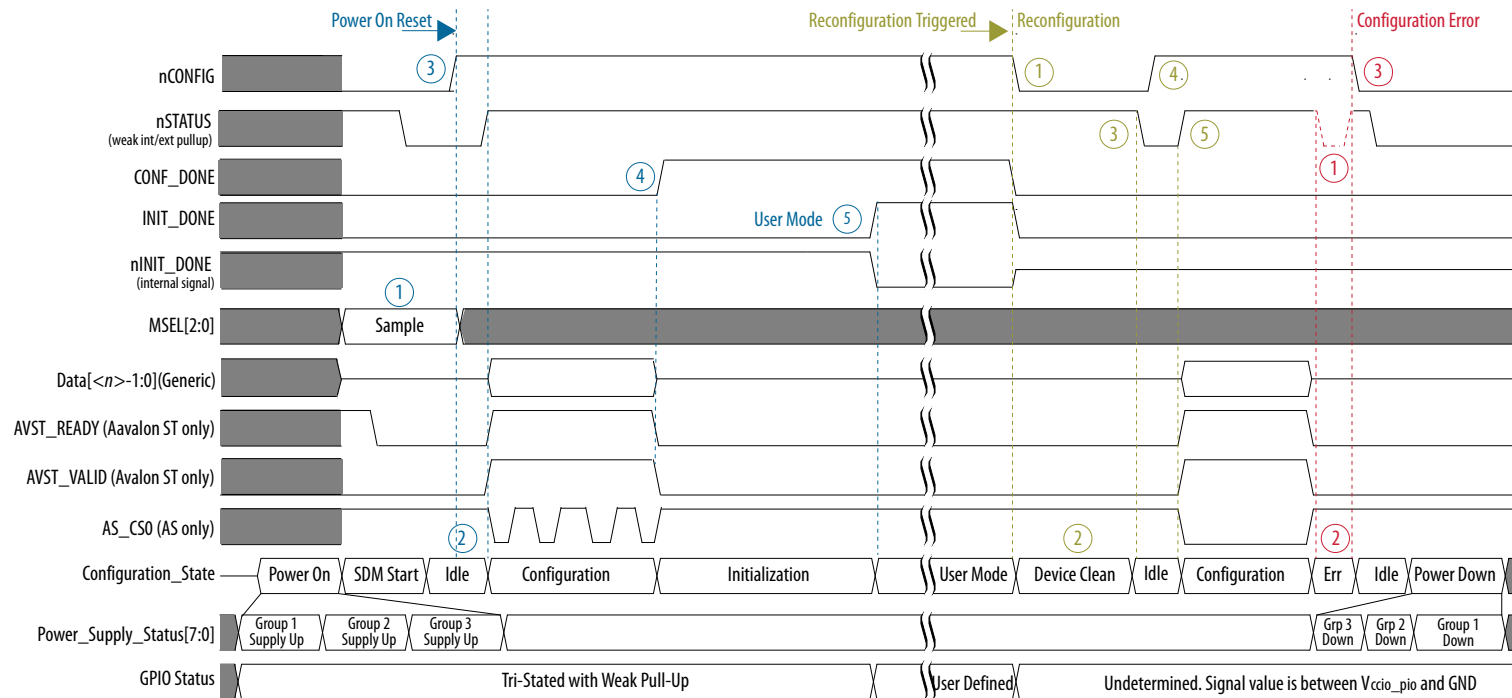 Power On Reset
Reconfiguration Triggered
Reconfiguration
Configuration Error
nCONFIG
3
1
4
3
nSTATUS
(weak int/ext pullup)
3
5
1
CONF_DONE
4
INIT_DONE
User Mode 5
nINIT_DONE
(internal signal)
1
MSEL[2:0]
Sample
Data[<n>-1:0](Generic)
AVST_READY (Aavalon ST only)
AVST_VALID (Avalon ST only)
AS_CS0 (AS only)
2
2
2
Configuration_State
Power On
SDM Start
Idle
Configuration
Initialization
User Mode
Device Clean
Idle
Configuration
Err
Idle
Power Down
Power_Supply_Status[7:0]
Group 1
Supply Up
Group 2
Supply Up
Group 3
Supply Up
Grp 3
Down
Grp 2
Down
Group 1
Down
GPIO Status
Tri-Stated with Weak Pull-Up
User Defined
Undetermined. Signal value is between Vccio_pio and GND